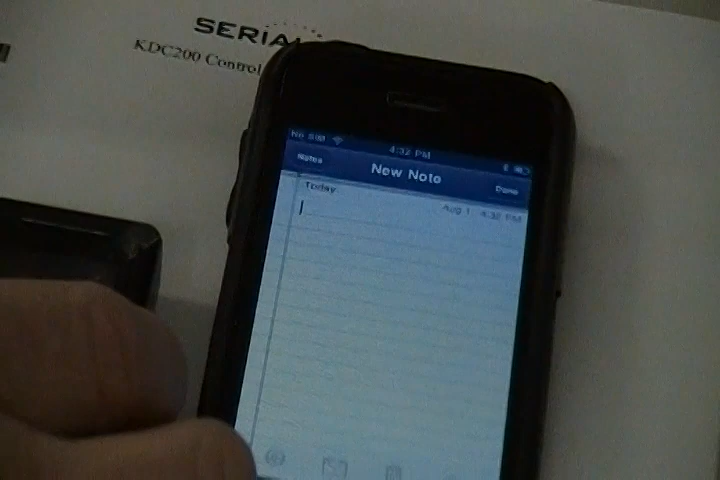 SERIAL
KDC200 Control
No SIM 4:32 PM
Notes New Note Done
Today Aug 1 4:32 PM